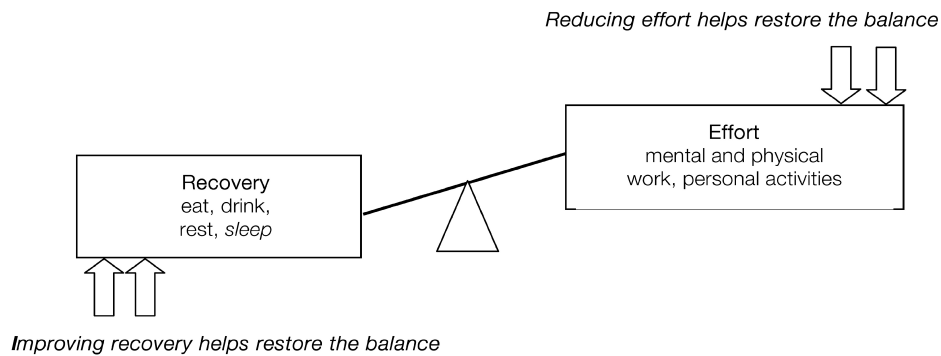 Reducing effort helps restore the balance
Effort
mental and physical
work, personal activities
Recovery
eat, drink,
rest, sleep
Improving recovery helps restore the balance